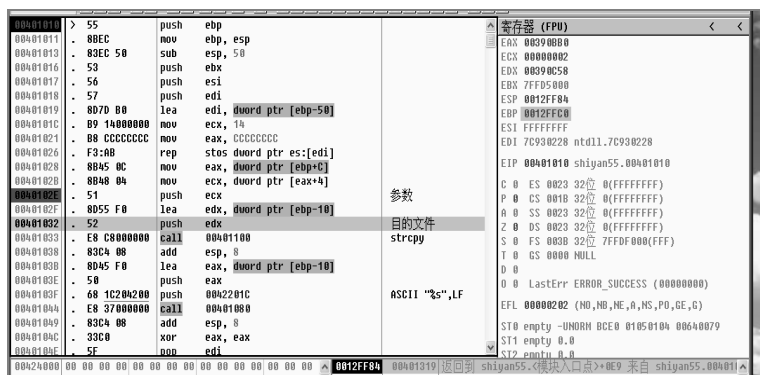 00401010 > 55 push ebp
00401011 . 8BEC mov ebp, esp
00401013 . 83EC 50 sub esp, 50
00401016 . 53 push ebx
00401017 . 56 push esi
00401018 . 57 push edi
00401019 . 8D7D B0 lea edi, dword ptr [ebp-50]
0040101C . B9 14000000 mov ecx, 14
00401021 . B8 CCCCCCCC mov eax, CCCCCCCC
00401026 . F3:AB rep stos dword ptr es:[edi]
00401028 . 8B45 0C mov eax, dword ptr [ebp+C]
0040102B . 8B48 04 mov ecx, dword ptr [eax+4]
0040102E . 51 push ecx 参数
0040102F . 8D55 F0 lea edx, dword ptr [ebp-10]
00401032 . 52 push edx 目的文件
00401033 . E8 C8000000 call 00401100 strcpy
00401038 . 83C4 08 add esp, 8
0040103B . 8D45 F0 lea eax, dword ptr [ebp-10]
0040103E . 50 push eax
0040103F . 68 1C204200 push 0042201C ASCII "%s",LF
00401044 . E8 37000000 call 00401080
00401049 . 83C4 08 add esp, 8
0040104C . 33C0 xor eax, eax
0040104E . 5F pop edi
寄存器 (FPU) < <
EAX 00390BB0
ECX 00000002
EDX 00390C58
EBX 7FFD5000
ESP 0012FF84
EBP 0012FFC0
ESI FFFFFFFF
EDI 7C930228 ntdll.7C930228
EIP 00401010 shiyan55.00401010
C 0 ES 0023 32位 0(FFFFFFFF)
P 0 CS 001B 32位 0(FFFFFFFF)
A 0 SS 0023 32位 0(FFFFFFFF)
Z 0 DS 0023 32位 0(FFFFFFFF)
S 0 FS 003B 32位 7FFDF000(FFF)
T 0 GS 0000 NULL
D 0
O 0 LastErr ERROR_SUCCESS (00000000)
EFL 00000202 (NO,NB,NE,A,NS,PO,GE,G)
ST0 empty -UNORM BCE0 01050104 00640079
ST1 empty 0.0
ST2 empty 0.0
00424000 00 00 00 00 00 00 00 00 00 00 00 00 00 00
0012FF84 00401319 返回到 shiyan55.<模块入口点>+0E9 来自 shiyan55.00401